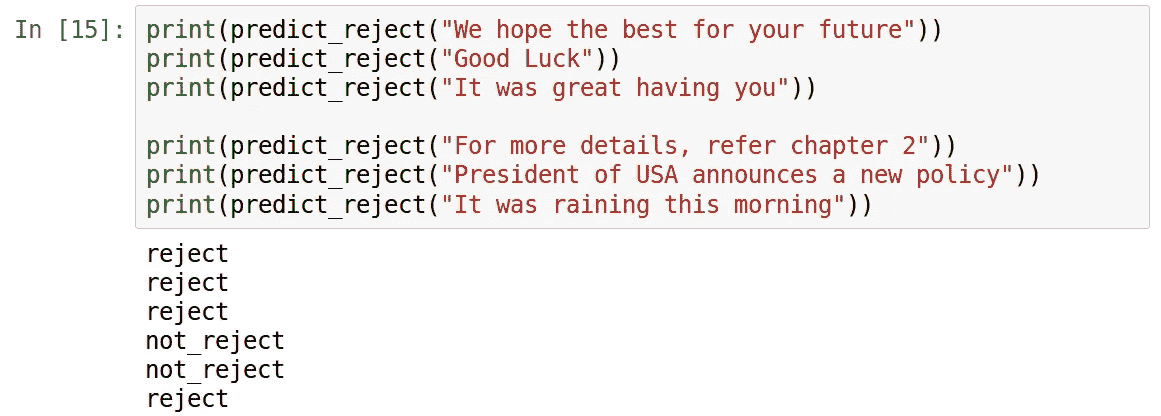 In [15]: print(predict_reject("We hope the best for your future"))
print(predict_reject("Good Luck"))
print(predict_reject("It was great having you"))
print(predict_reject("For more details, refer chapter 2"))
print(predict_reject("President of USA announces a new policy"))
print(predict_reject("It was raining this morning"))
reject
reject
reject
not_reject
not_reject
reject